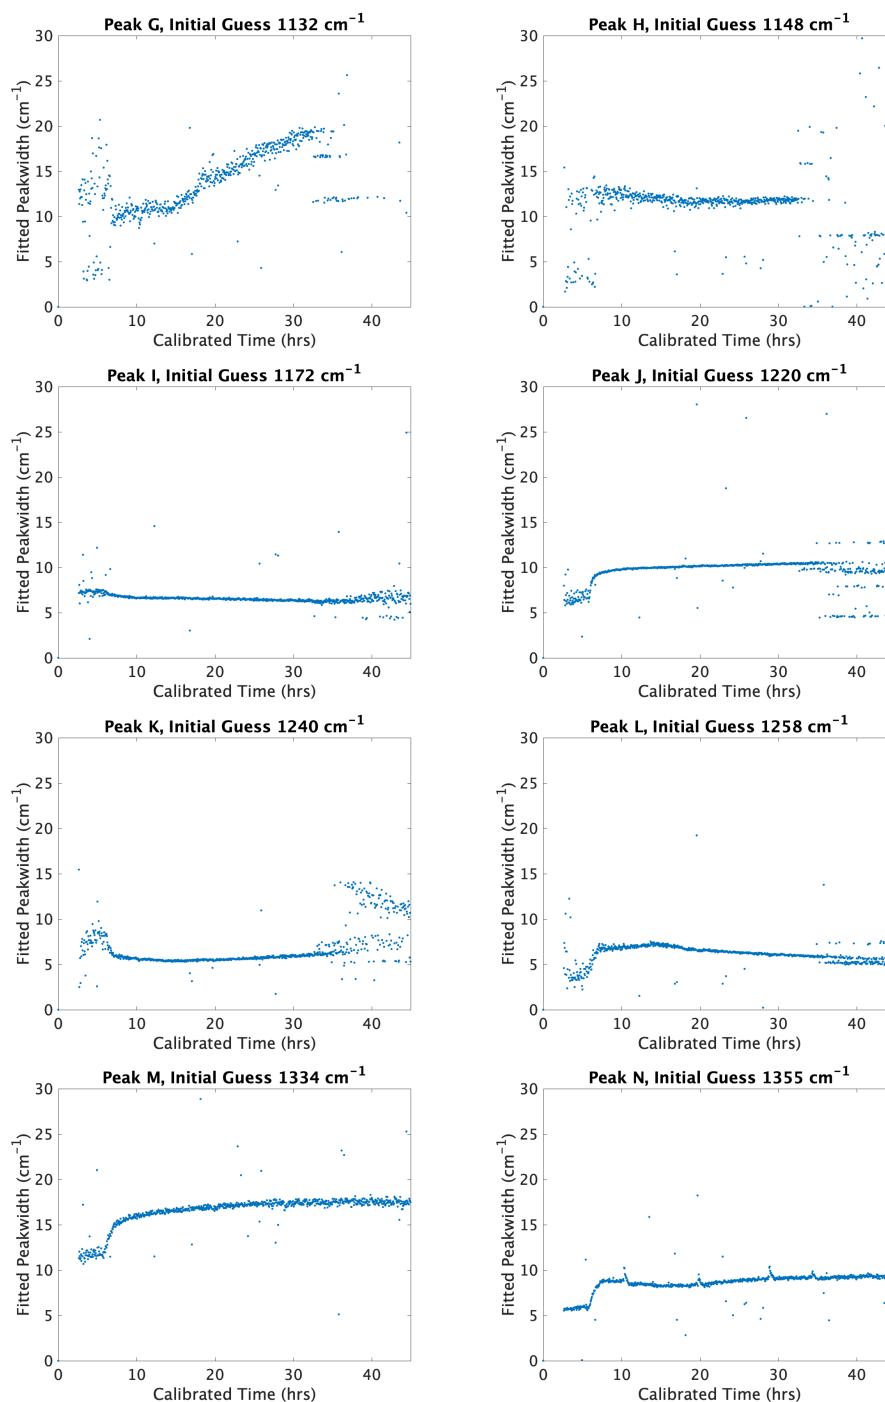 Peak G, Initial Guess 1132 cm⁻¹
Fitted Peakwidth (cm⁻¹)
30
25
20
15
10
5
0
0 10 20 30 40
Calibrated Time (hrs)
Peak H, Initial Guess 1148 cm⁻¹
Fitted Peakwidth (cm⁻¹)
30
25
20
15
10
5
0
0 10 20 30 40
Calibrated Time (hrs)
Peak I, Initial Guess 1172 cm⁻¹
Fitted Peakwidth (cm⁻¹)
30
25
20
15
10
5
0
0 10 20 30 40
Calibrated Time (hrs)
Peak J, Initial Guess 1220 cm⁻¹
Fitted Peakwidth (cm⁻¹)
30
25
20
15
10
5
0
0 10 20 30 40
Calibrated Time (hrs)
Peak K, Initial Guess 1240 cm⁻¹
Fitted Peakwidth (cm⁻¹)
30
25
20
15
10
5
0
0 10 20 30 40
Calibrated Time (hrs)
Peak L, Initial Guess 1258 cm⁻¹
Fitted Peakwidth (cm⁻¹)
30
25
20
15
10
5
0
0 10 20 30 40
Calibrated Time (hrs)
Peak M, Initial Guess 1334 cm⁻¹
Fitted Peakwidth (cm⁻¹)
30
25
20
15
10
5
0
0 10 20 30 40
Calibrated Time (hrs)
Peak N, Initial Guess 1355 cm⁻¹
Fitted Peakwidth (cm⁻¹)
30
25
20
15
10
5
0
0 10 20 30 40
Calibrated Time (hrs)